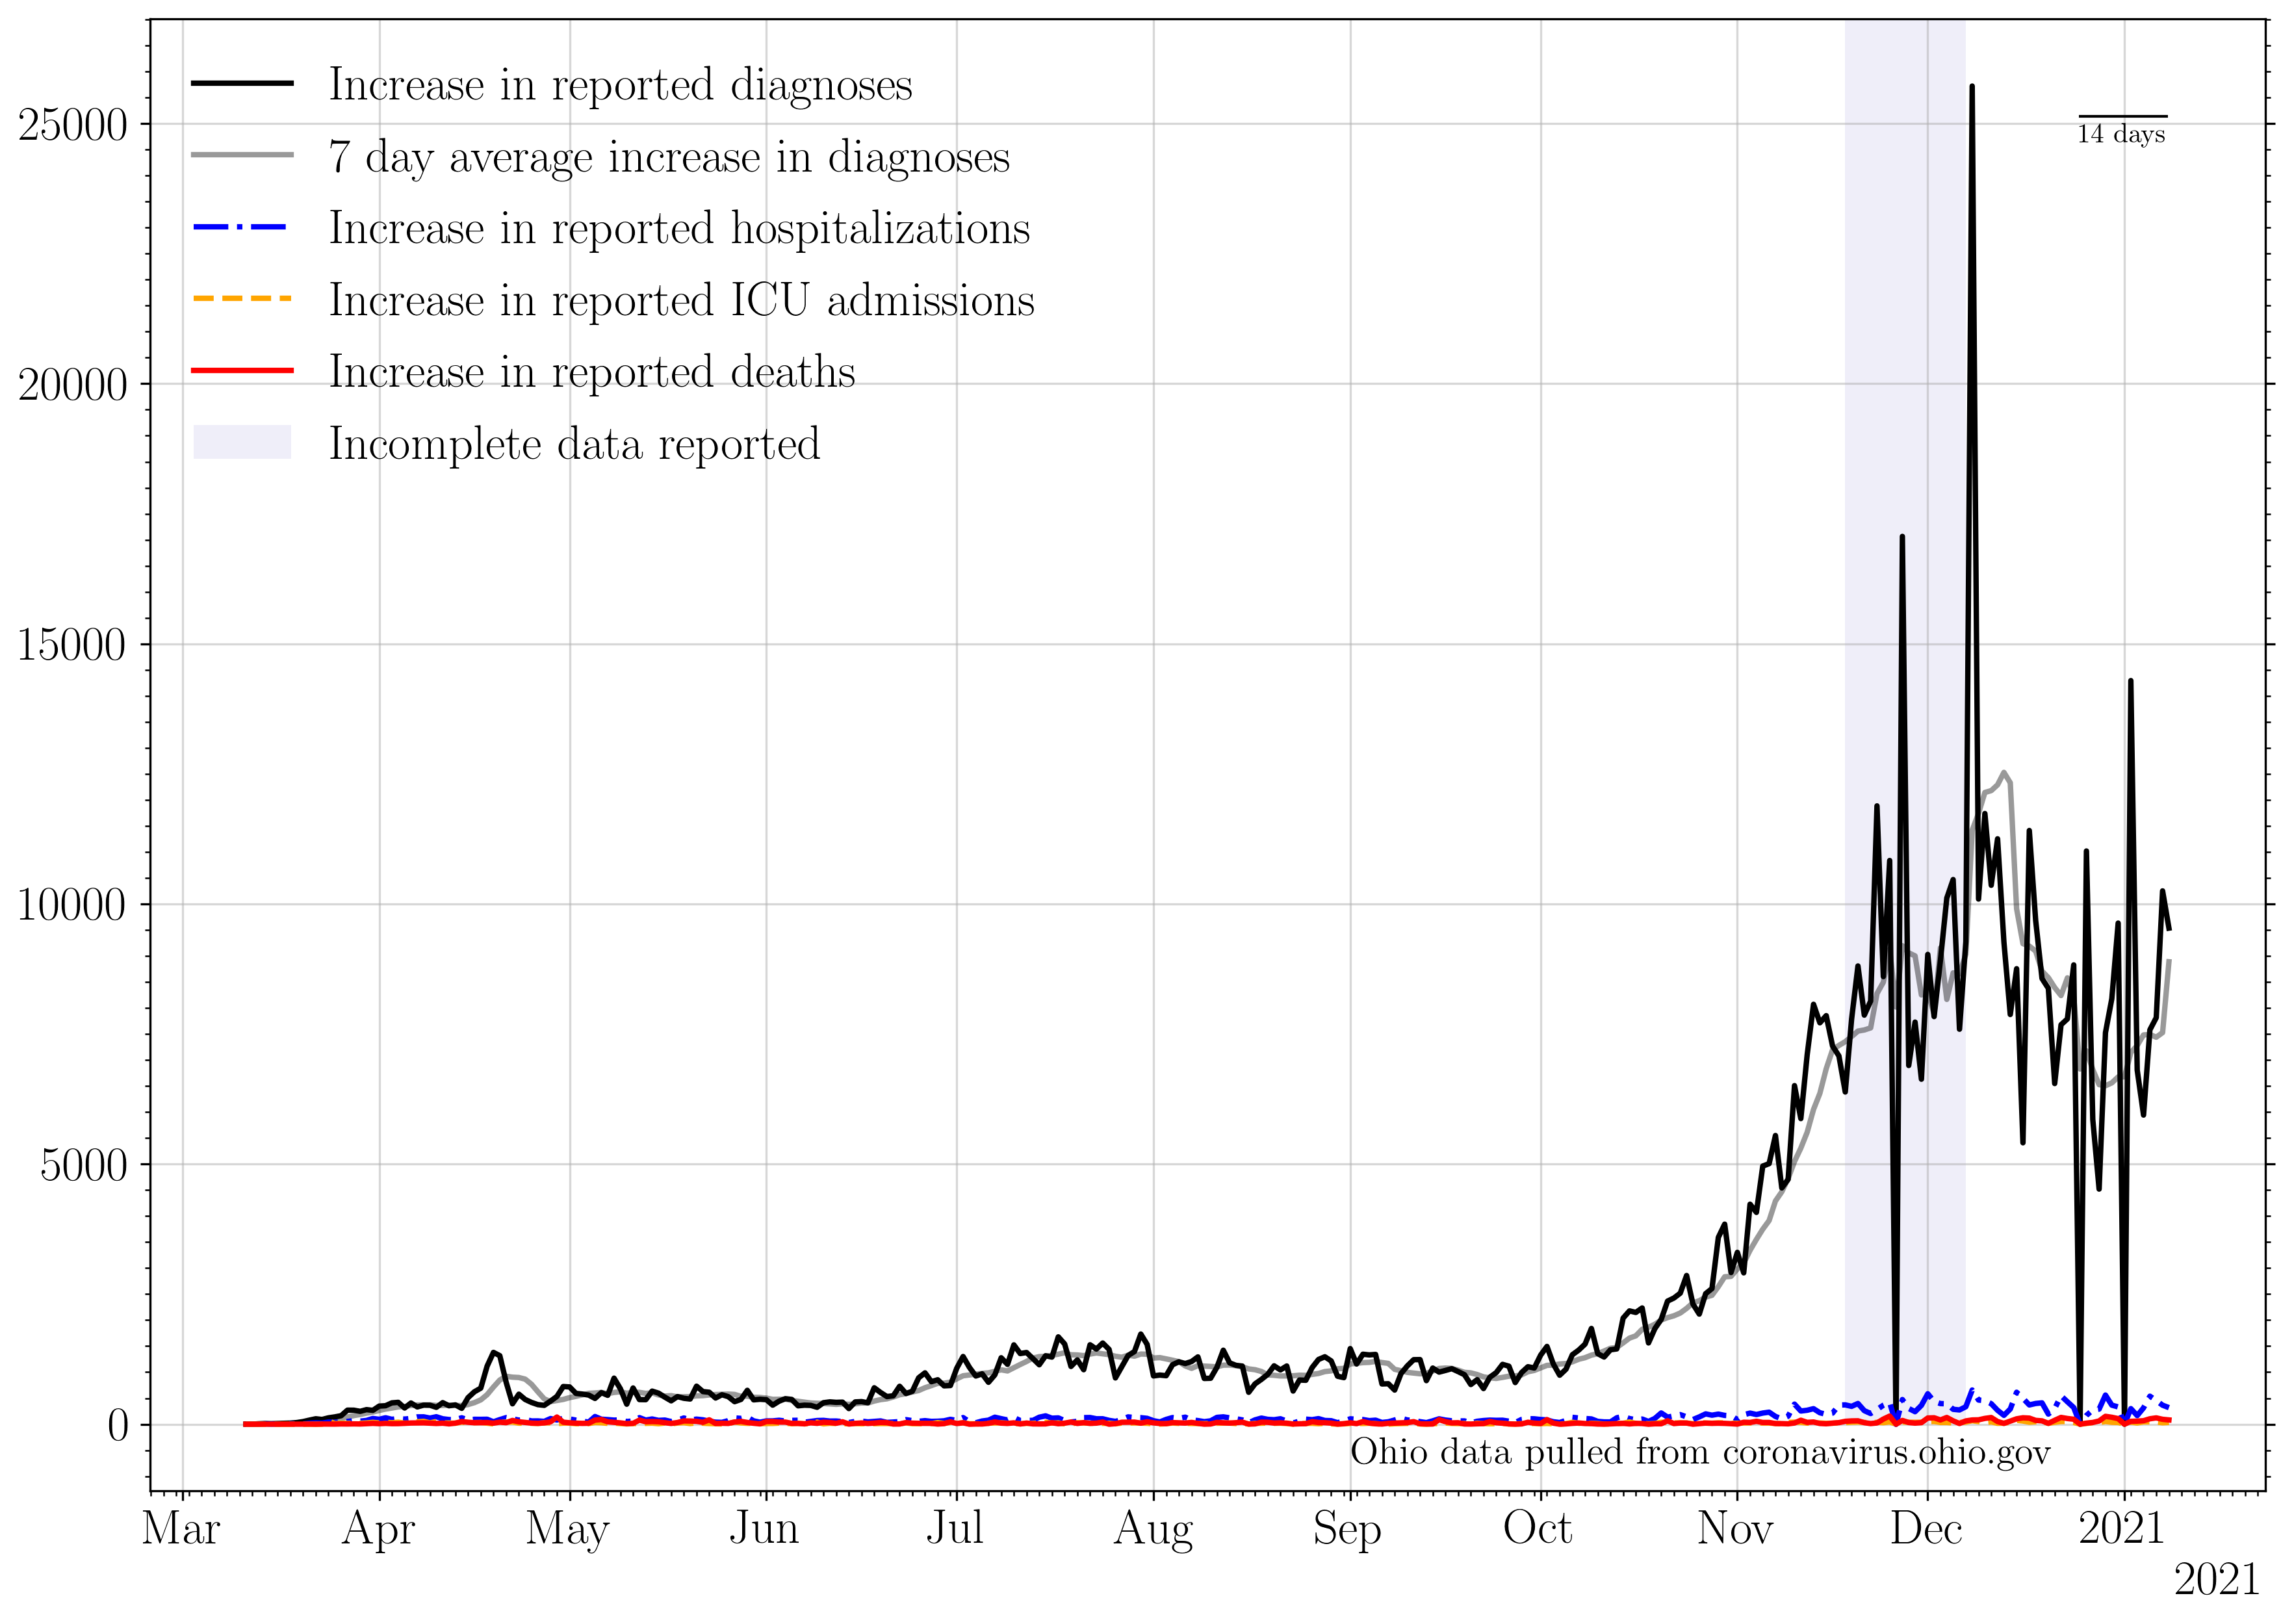 Increase in reported diagnoses
7 day average increase in diagnoses
Increase in reported hospitalizations
Increase in reported ICU admissions
Increase in reported deaths
Incomplete data reported
14 days
25000
20000
15000
10000
5000
0
Ohio data pulled from coronavirus.ohio.gov
Mar Apr May Jun Jul Aug Sep Oct Nov Dec 2021
2021